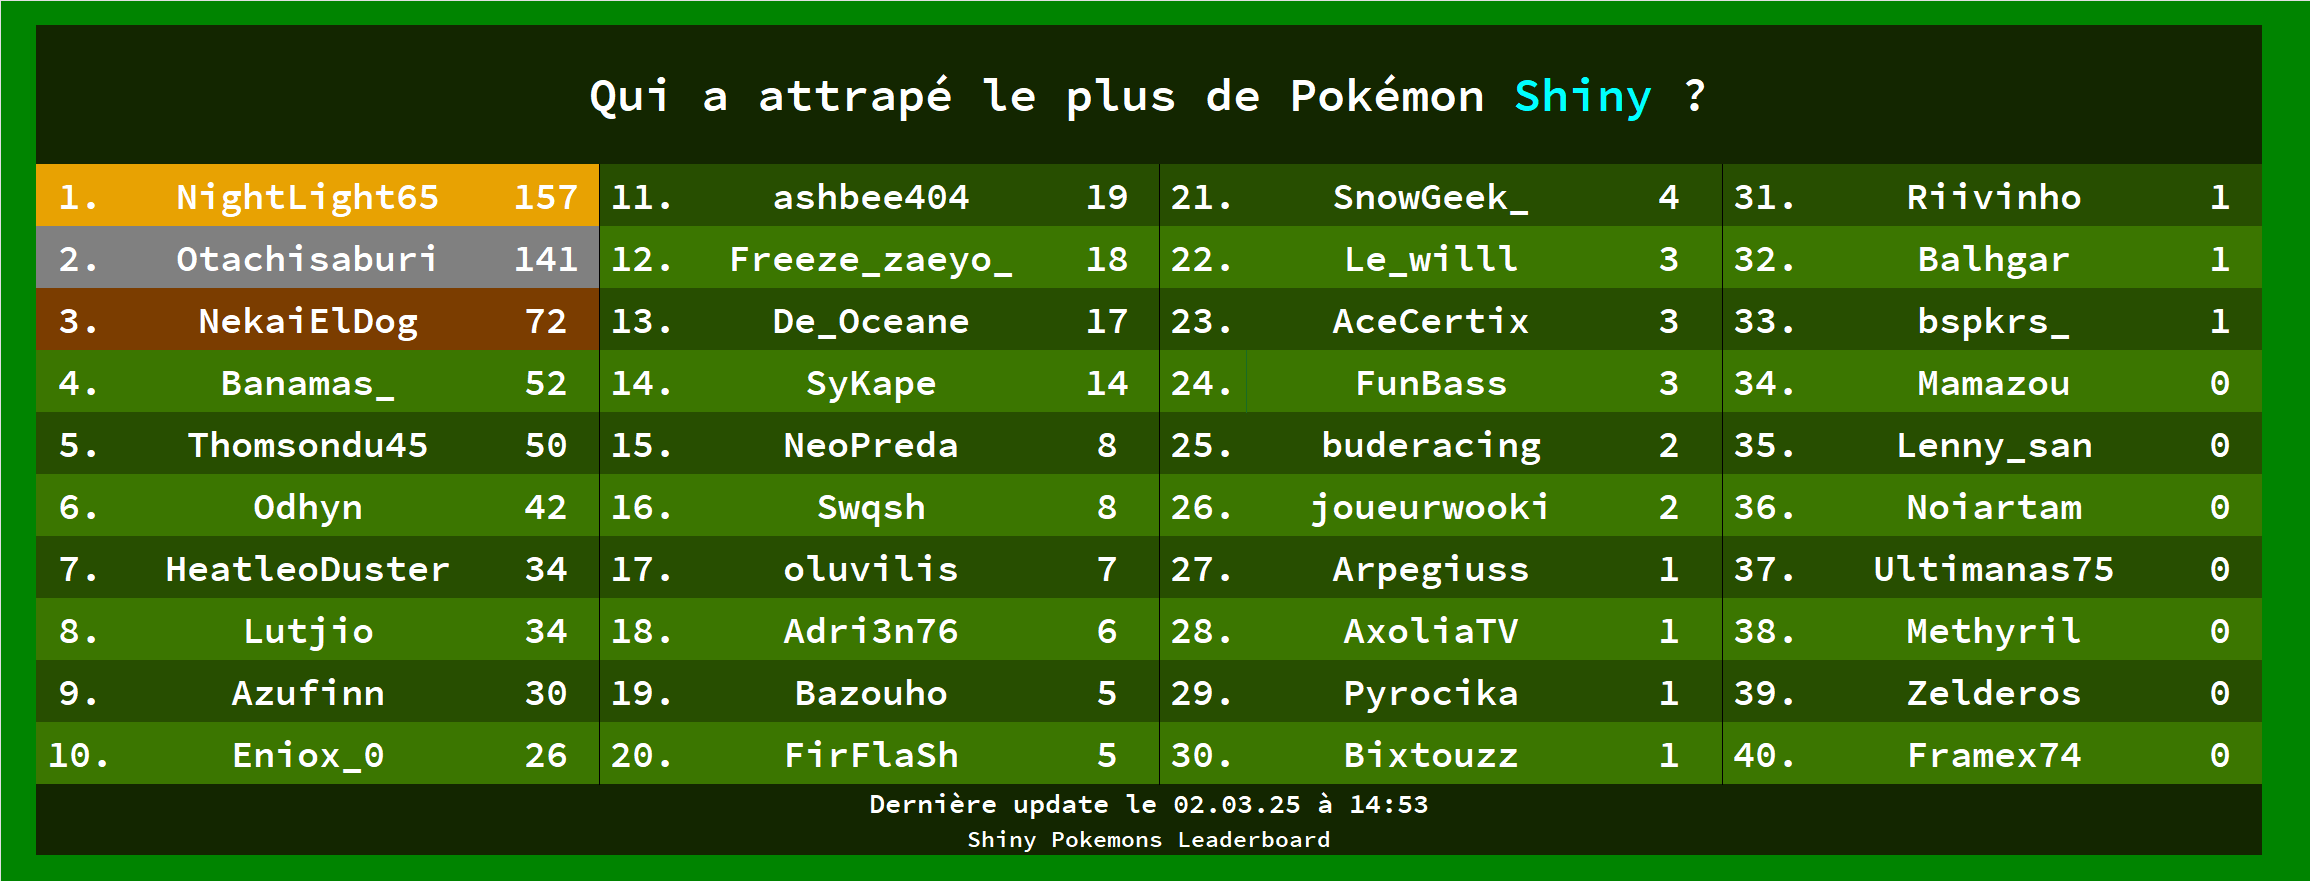 Qui a attrapé le plus de Pokémon Shiny ?
1. NightLight65 157
2. Otachisaburi 141
3. NekaiElDog 72
4. Banamas_ 52
5. Thomsondu45 50
6. Odhyn 42
7. HeatleoDuster 34
8. Lutjio 34
9. Azufinn 30
10. Eniox_0 26
11. ashbee404 19
12. Freeze_zaeyo_ 18
13. De_Oceane 17
14. SyKape 14
15. NeoPreda 8
16. Swqsh 8
17. oluvilis 7
18. Adri3n76 6
19. Bazouho 5
20. FirFlaSh 5
21. SnowGeek_ 4
22. Le_willl 3
23. AceCertix 3
24. FunBass 3
25. buderacing 2
26. joueurwooki 2
27. Arpegiuss 1
28. AxoliaTV 1
29. Pyrocika 1
30. Bixtouzz 1
31. Riivinho 1
32. Balhgar 1
33. bspkrs_ 1
34. Mamazou 0
35. Lenny_san 0
36. Noiartam 0
37. Ultimanas75 0
38. Methyril 0
39. Zelderos 0
40. Framex74 0
Dernière update le 02.03.25 à 14:53
Shiny Pokemons Leaderboard